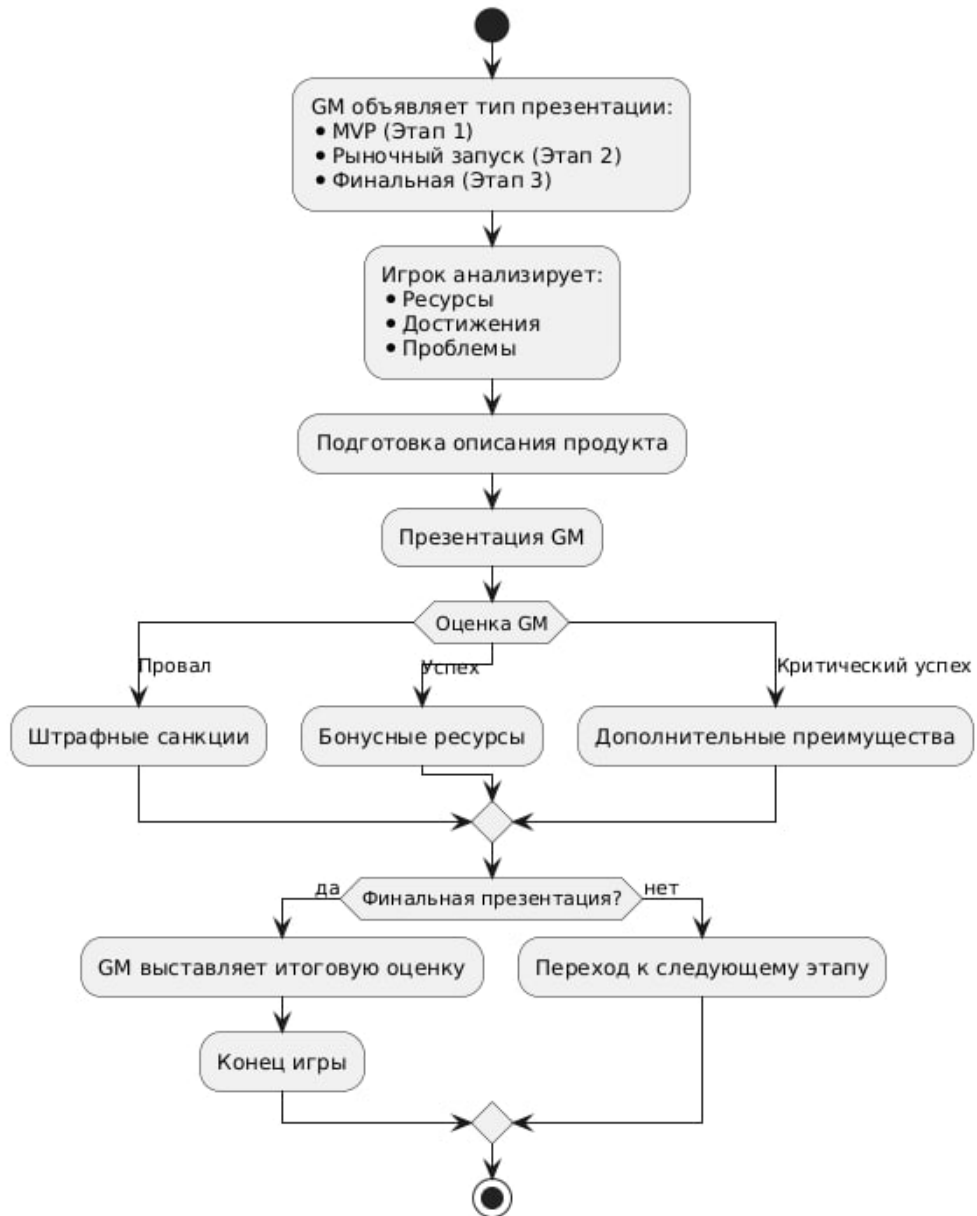 GM объявляет тип презентации:
• MVP (Этап 1)
• Рыночный запуск (Этап 2)
• Финальная (Этап 3)
Игрок анализирует:
• Ресурсы
• Достижения
• Проблемы
Подготовка описания продукта
Презентация GM
Оценка GM
Провал
Успех
Критический успех
Штрафные санкции
Бонусные ресурсы
Дополнительные преимущества
Финальная презентация?
да
нет
GM выставляет итоговую оценку
Переход к следующему этапу
Конец игры